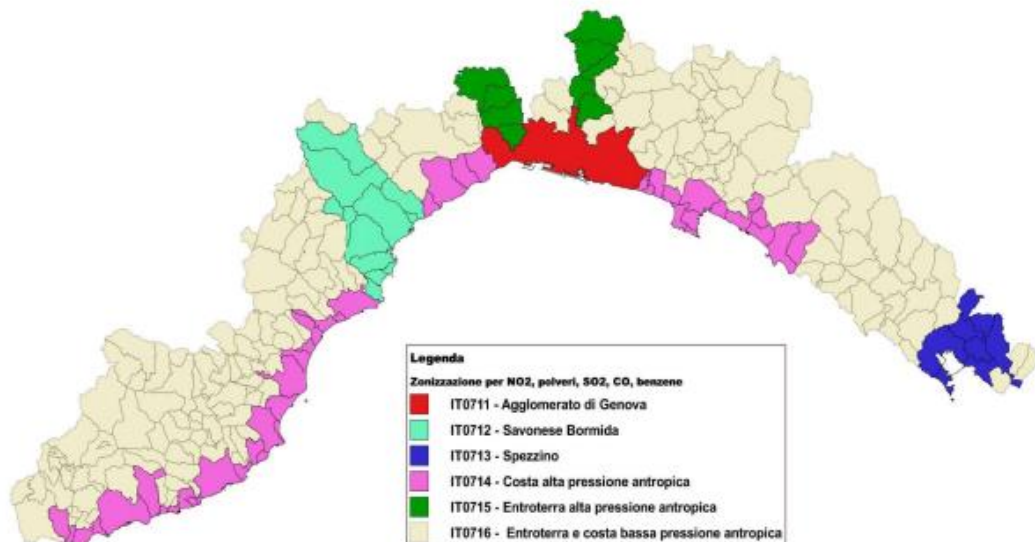 Legenda
Zonizzazione per NO2, polveri, SO2, CO, benzene
IT0711 - Agglomerato di Genova
IT0712 - Savonese Bormida
IT0713 - Spezzino
IT0714 - Costa alta pressione antropica
IT0715 - Entroterra alta pressione antropica
IT0716 - Entroterra e costa bassa pressione antropica